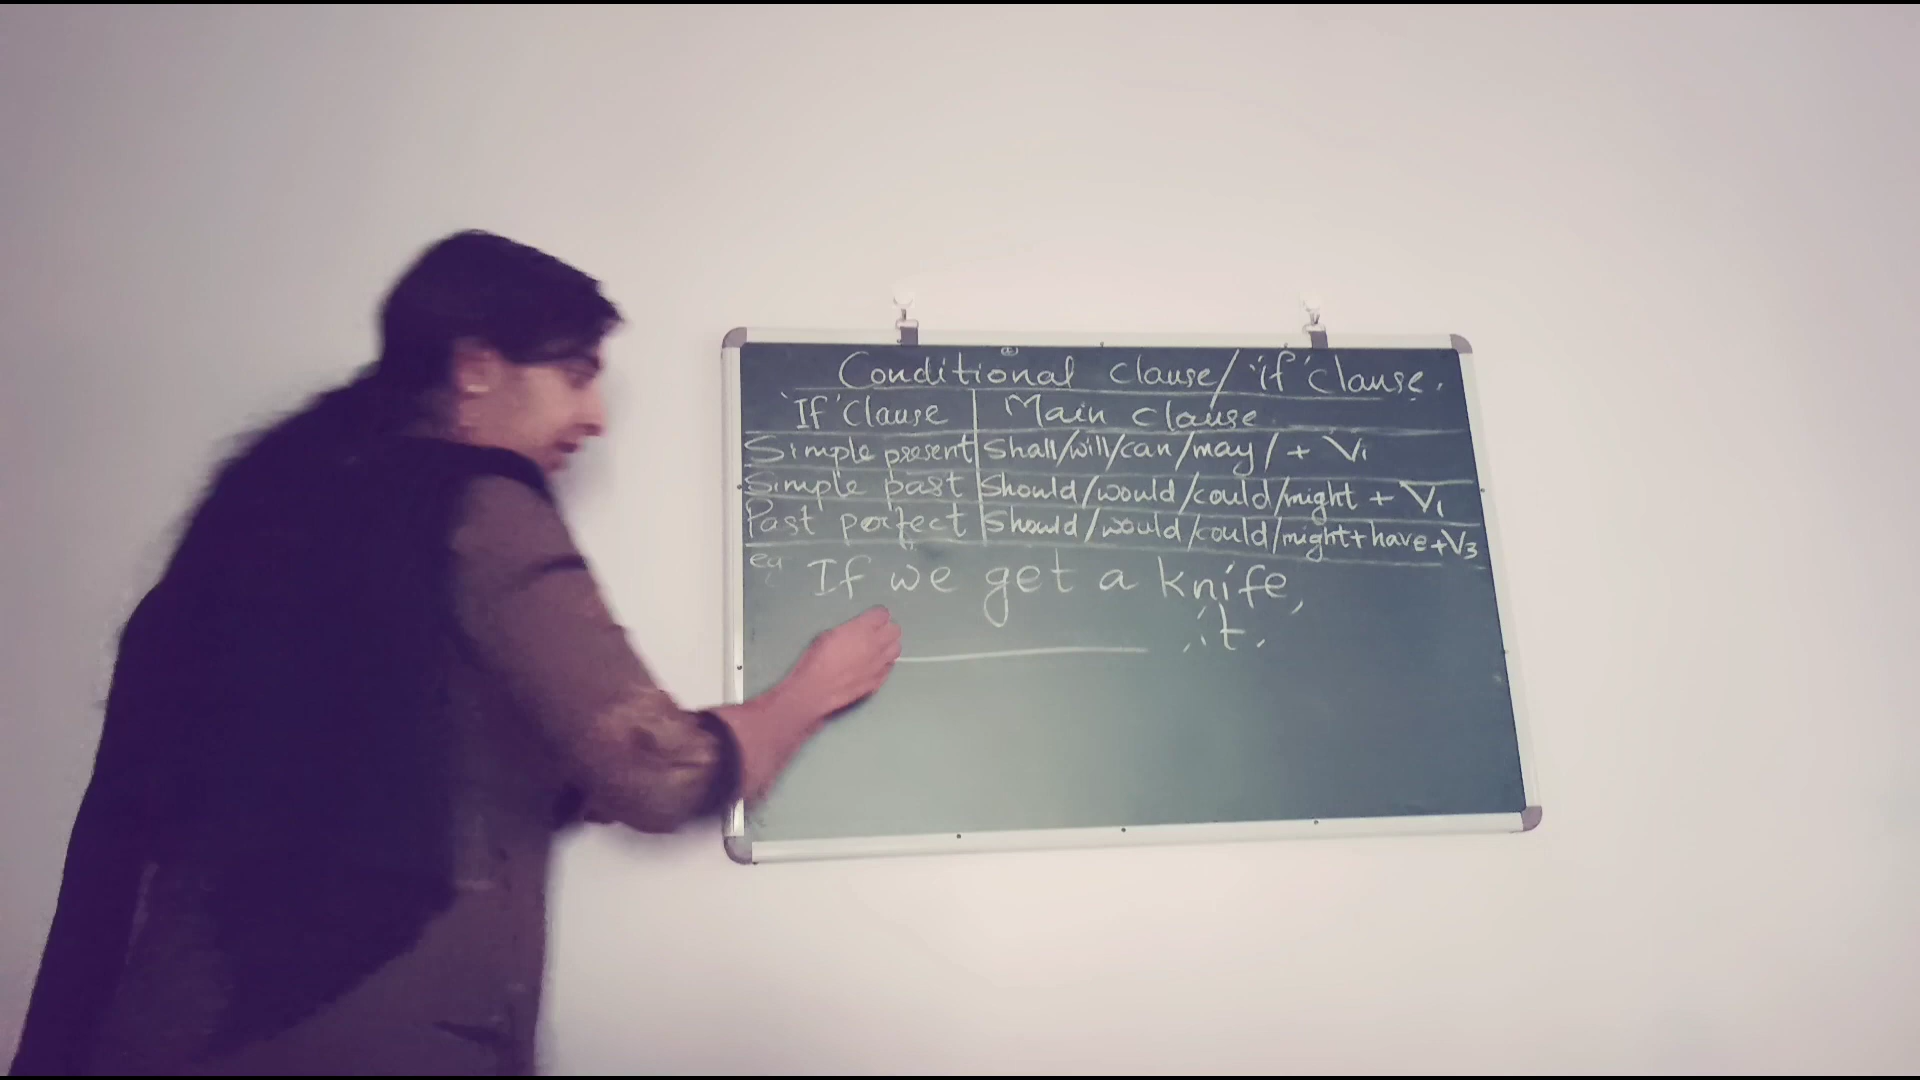 Conditional clause/'if' clause.
'If' Clause Main clause
Simple present Shall/will/can/may/ + V1
Simple past Should/would/could/might + V1
Past perfect Should/would/could/might+have+V3
eg If we get a knife,
it.